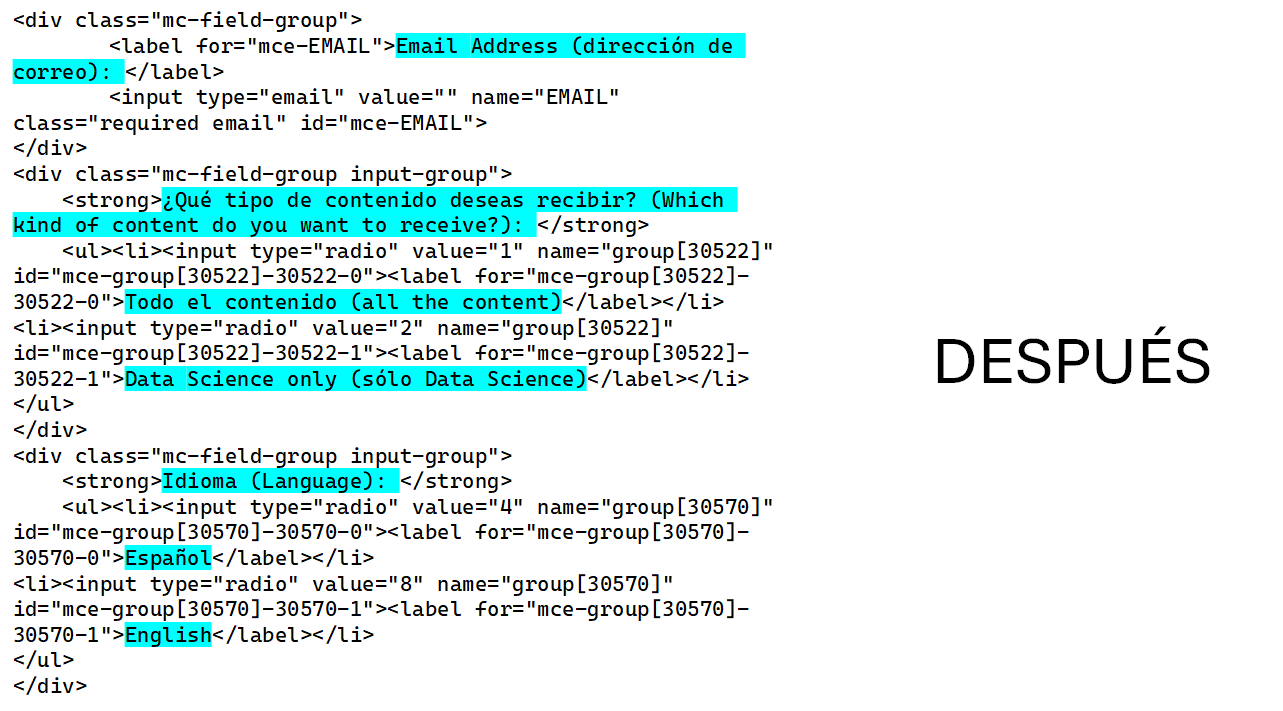 <div class="mc-field-group">
        <label for="mce-EMAIL">Email Address (dirección de
correo): </label>
        <input type="email" value="" name="EMAIL"
class="required email" id="mce-EMAIL">
</div>
<div class="mc-field-group input-group">
    <strong>¿Qué tipo de contenido deseas recibir? (Which
kind of content do you want to receive?): </strong>
    <ul><li><input type="radio" value="1" name="group[30522]"
id="mce-group[30522]-30522-0"><label for="mce-group[30522]-
30522-0">Todo el contenido (all the content)</label></li>
<li><input type="radio" value="2" name="group[30522]"
id="mce-group[30522]-30522-1"><label for="mce-group[30522]-
30522-1">Data Science only (sólo Data Science)</label></li>
</ul>
</div>
<div class="mc-field-group input-group">
    <strong>Idioma (Language): </strong>
    <ul><li><input type="radio" value="4" name="group[30570]"
id="mce-group[30570]-30570-0"><label for="mce-group[30570]-
30570-0">Español</label></li>
<li><input type="radio" value="8" name="group[30570]"
id="mce-group[30570]-30570-1"><label for="mce-group[30570]-
30570-1">English</label></li>
</ul>
</div>
DESPUÉS